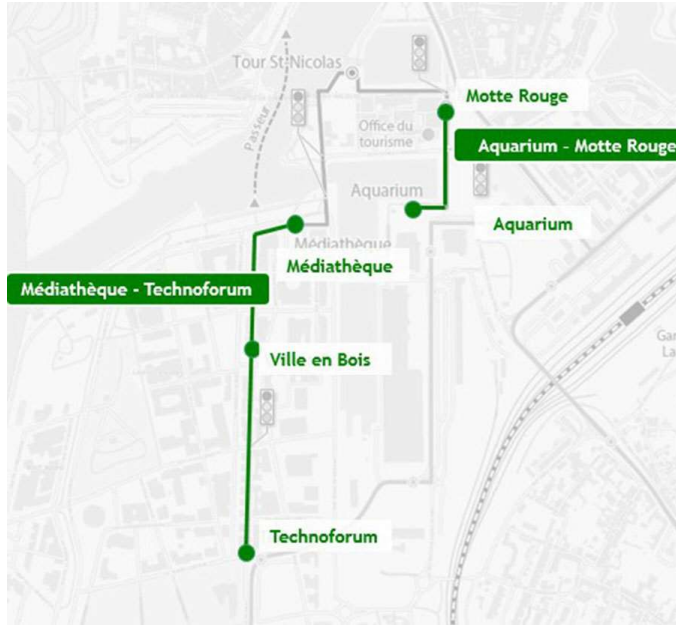 Tour St-Nicolas
Motte Rouge
Passeur
Office du
tourisme
Aquarium - Motte Rouge
Aquarium
Aquarium
Médiathèque
Médiathèque
Médiathèque - Technoforum
Ville en Bois
Technoforum